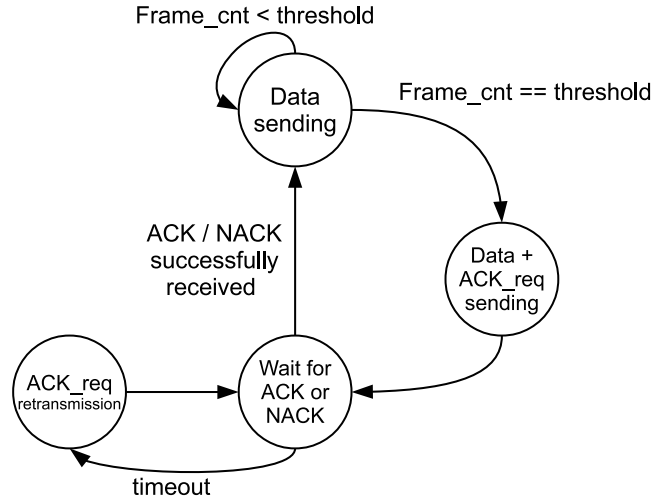 Frame_cnt < threshold
Data
sending
Frame_cnt == threshold
ACK / NACK
successfully
received
Data +
ACK_req
sending
ACK_req
retransmission
Wait for
ACK or
NACK
timeout